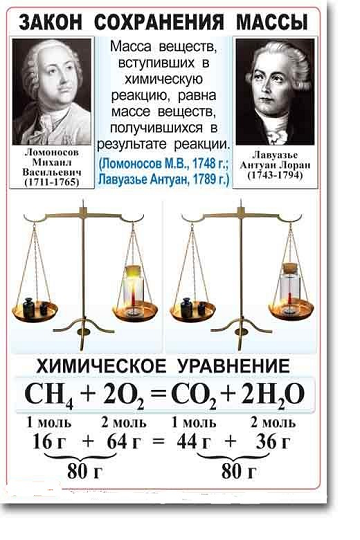 ЗАКОН СОХРАНЕНИЯ МАССЫ
Масса веществ,
вступивших в
химическую
реакцию, равна
массе веществ,
получившихся в
результате реакции.
(Ломоносов М.В., 1748 г.;
Лавуазье Антуан, 1789 г.)
Ломоносов
Михаил
Васильевич
(1711-1765)
Лавуазье
Антуан Лоран
(1743-1794)
ХИМИЧЕСКОЕ УРАВНЕНИЕ
CH₄ + 2O₂ = CO₂ + 2H₂O
1 моль 2 моль 1 моль 2 моль
16 г + 64 г = 44 г + 36 г
80 г 80 г